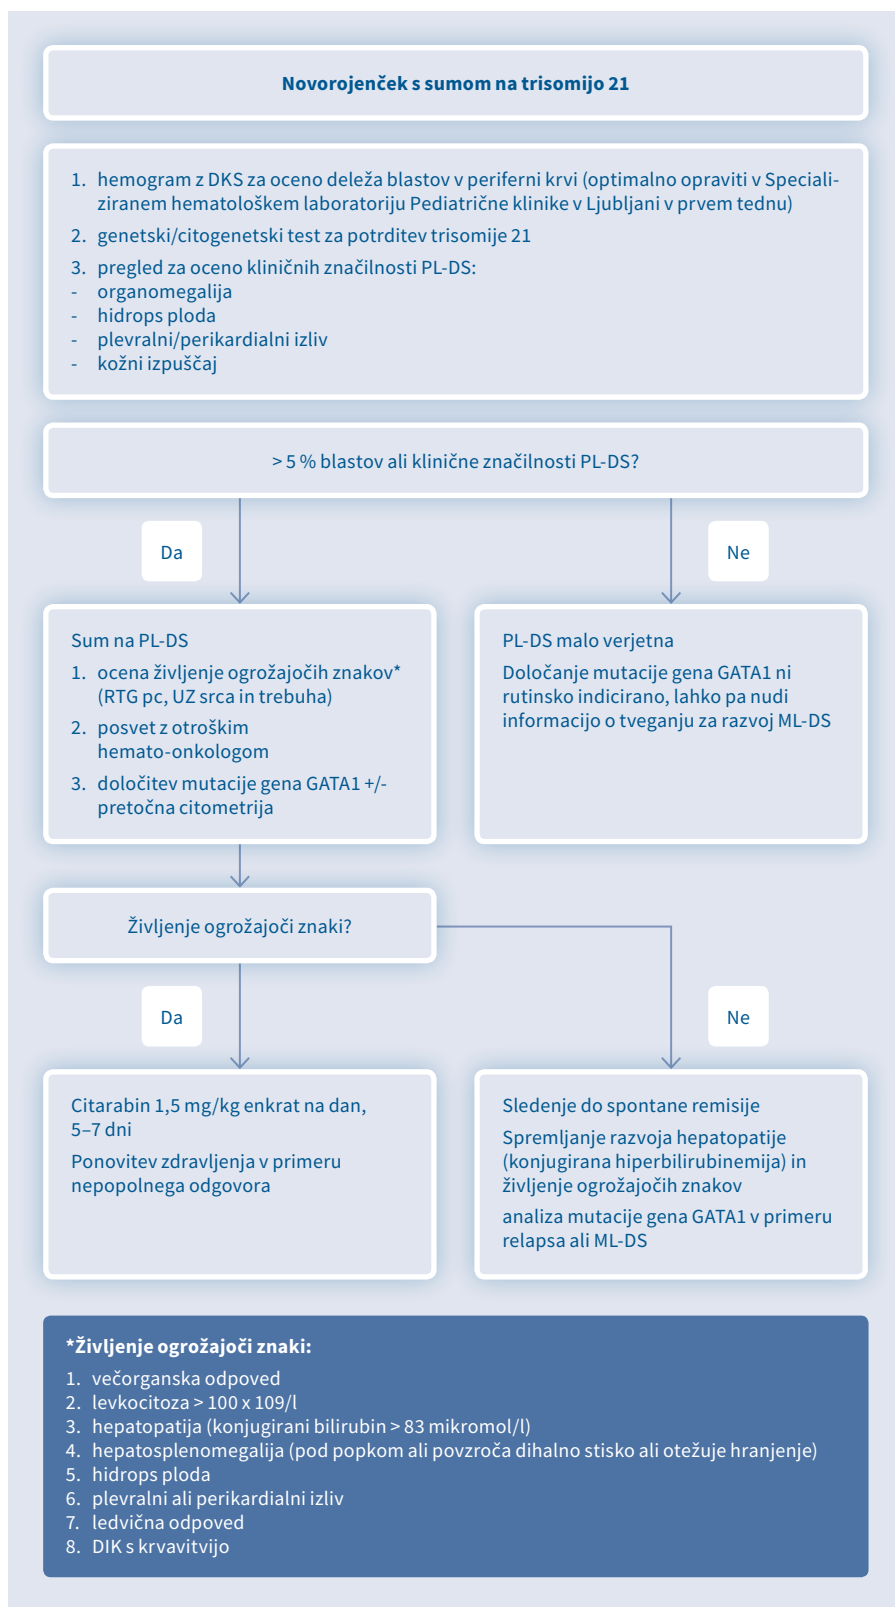 Novorojenček s sumom na trisomijo 21
1. hemogram z DKS za oceno deleža blastov v periferni krvi (optimalno opraviti v Speciali-
ziranem hematološkem laboratoriju Pediatrične klinike v Ljubljani v prvem tednu)
2. genetski/citogenetski test za potrditev trisomije 21
3. pregled za oceno kliničnih značilnosti PL-DS:
- organomegalija
- hidrops ploda
- plevralni/perikardialni izliv
- kožni izpuščaj
> 5 % blastov ali klinične značilnosti PL-DS?
Da
Ne
Sum na PL-DS
1. ocena življenje ogrožajočih znakov*
(RTG pc, UZ srca in trebuha)
2. posvet z otroškim
hemato-onkologom
3. določitev mutacije gena GATA1 +/-
pretočna citometrija
PL-DS malo verjetna
Določanje mutacije gena GATA1 ni
rutinsko indicirano, lahko pa nudi
informacijo o tveganju za razvoj ML-DS
Življenje ogrožajoči znaki?
Da
Ne
Citarabin 1,5 mg/kg enkrat na dan,
5–7 dni
Ponovitev zdravljenja v primeru
nepopolnega odgovora
Sledenje do spontane remisije
Spremljanje razvoja hepatopatije
(konjugirana hiperbilirubinemija) in
življenje ogrožajočih znakov
analiza mutacije gena GATA1 v primeru
relapsa ali ML-DS
*Življenje ogrožajoči znaki:
1. večorganska odpoved
2. levkocitoza > 100 x 109/l
3. hepatopatija (konjugirani bilirubin > 83 mikromol/l)
4. hepatosplenomegalija (pod popkom ali povzroča dihalno stisko ali otežuje hranjenje)
5. hidrops ploda
6. plevralni ali perikardialni izliv
7. ledvična odpoved
8. DIK s krvavitvijo